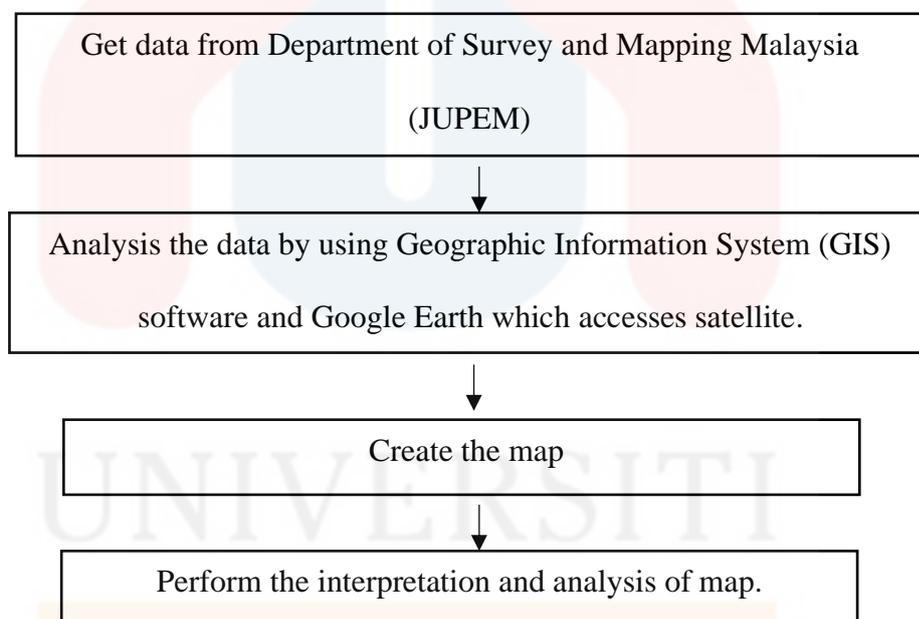 Get data from Department of Survey and Mapping Malaysia
(JUPEM)
Analysis the data by using Geographic Information System (GIS)
software and Google Earth which accesses satellite.
Create the map
UNIVERSITI
Perform the interpretation and analysis of map.